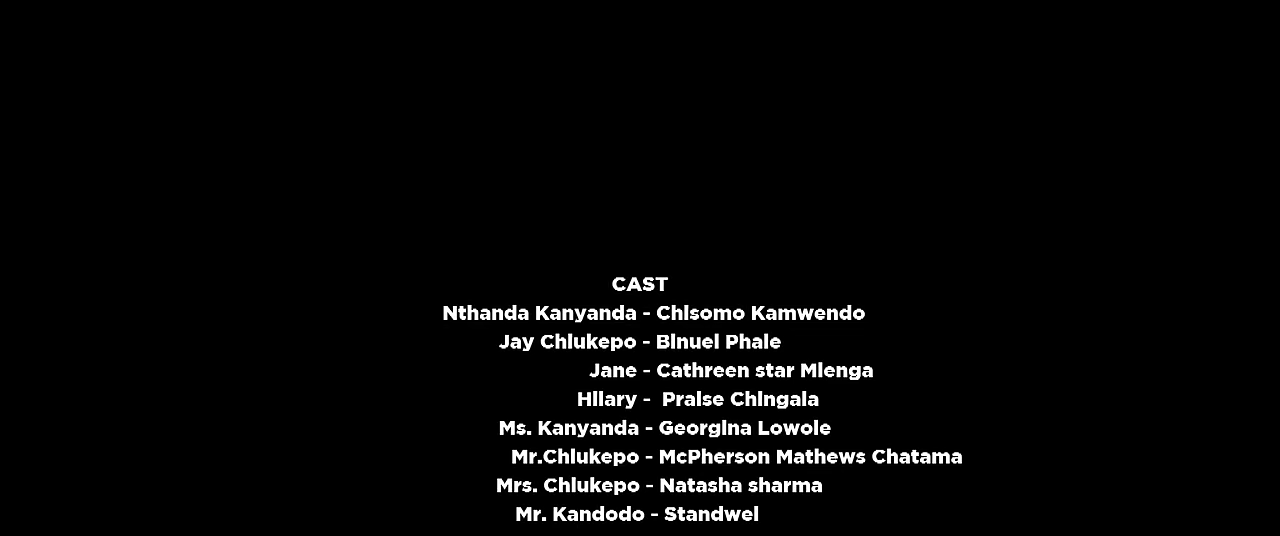 CAST
Nthanda Kanyanda - Chisomo Kamwendo
Jay Chiukepo - Binuel Phale
Jane - Cathreen star Mlenga
Hilary - Praise Chingala
Ms. Kanyanda - Georgina Lowole
Mr.Chiukepo - McPherson Mathews Chatama
Mrs. Chiukepo - Natasha sharma
Mr. Kandodo - Standwel